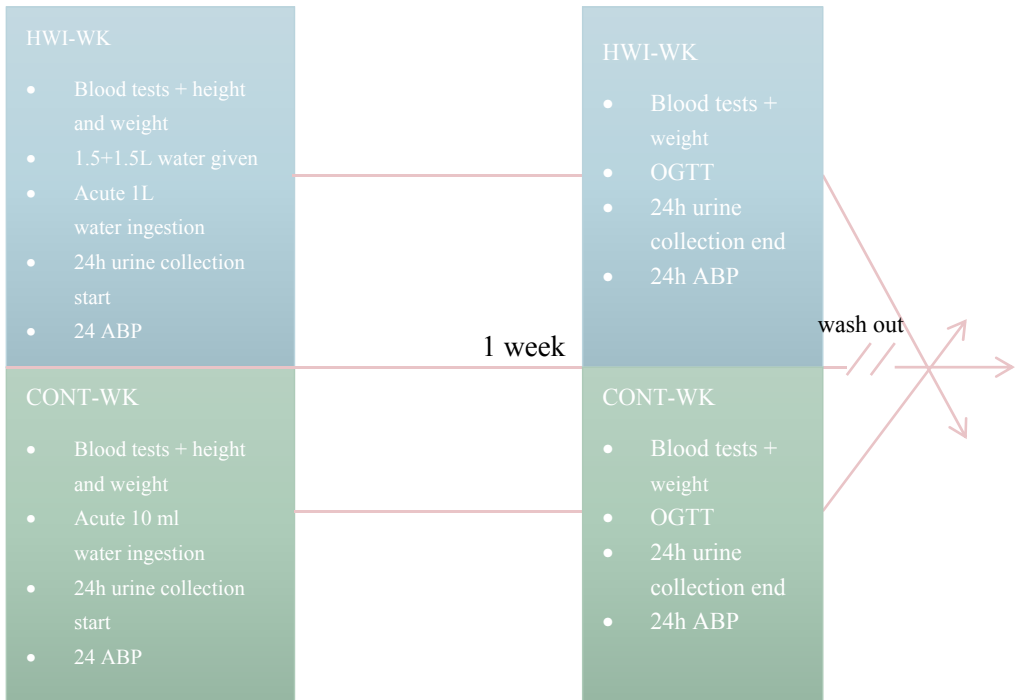 HWI-WK
• Blood tests + height
and weight
• 1.5+1.5L water given
• Acute 1L
water ingestion
• 24h urine collection
start
• 24 ABP
CONT-WK
• Blood tests + height
and weight
• Acute 10 ml
water ingestion
• 24h urine collection
start
• 24 ABP
1 week
HWI-WK
• Blood tests +
weight
• OGTT
• 24h urine
collection end
• 24h ABP
CONT-WK
• Blood tests +
weight
• OGTT
• 24h urine
collection end
• 24h ABP
wash out